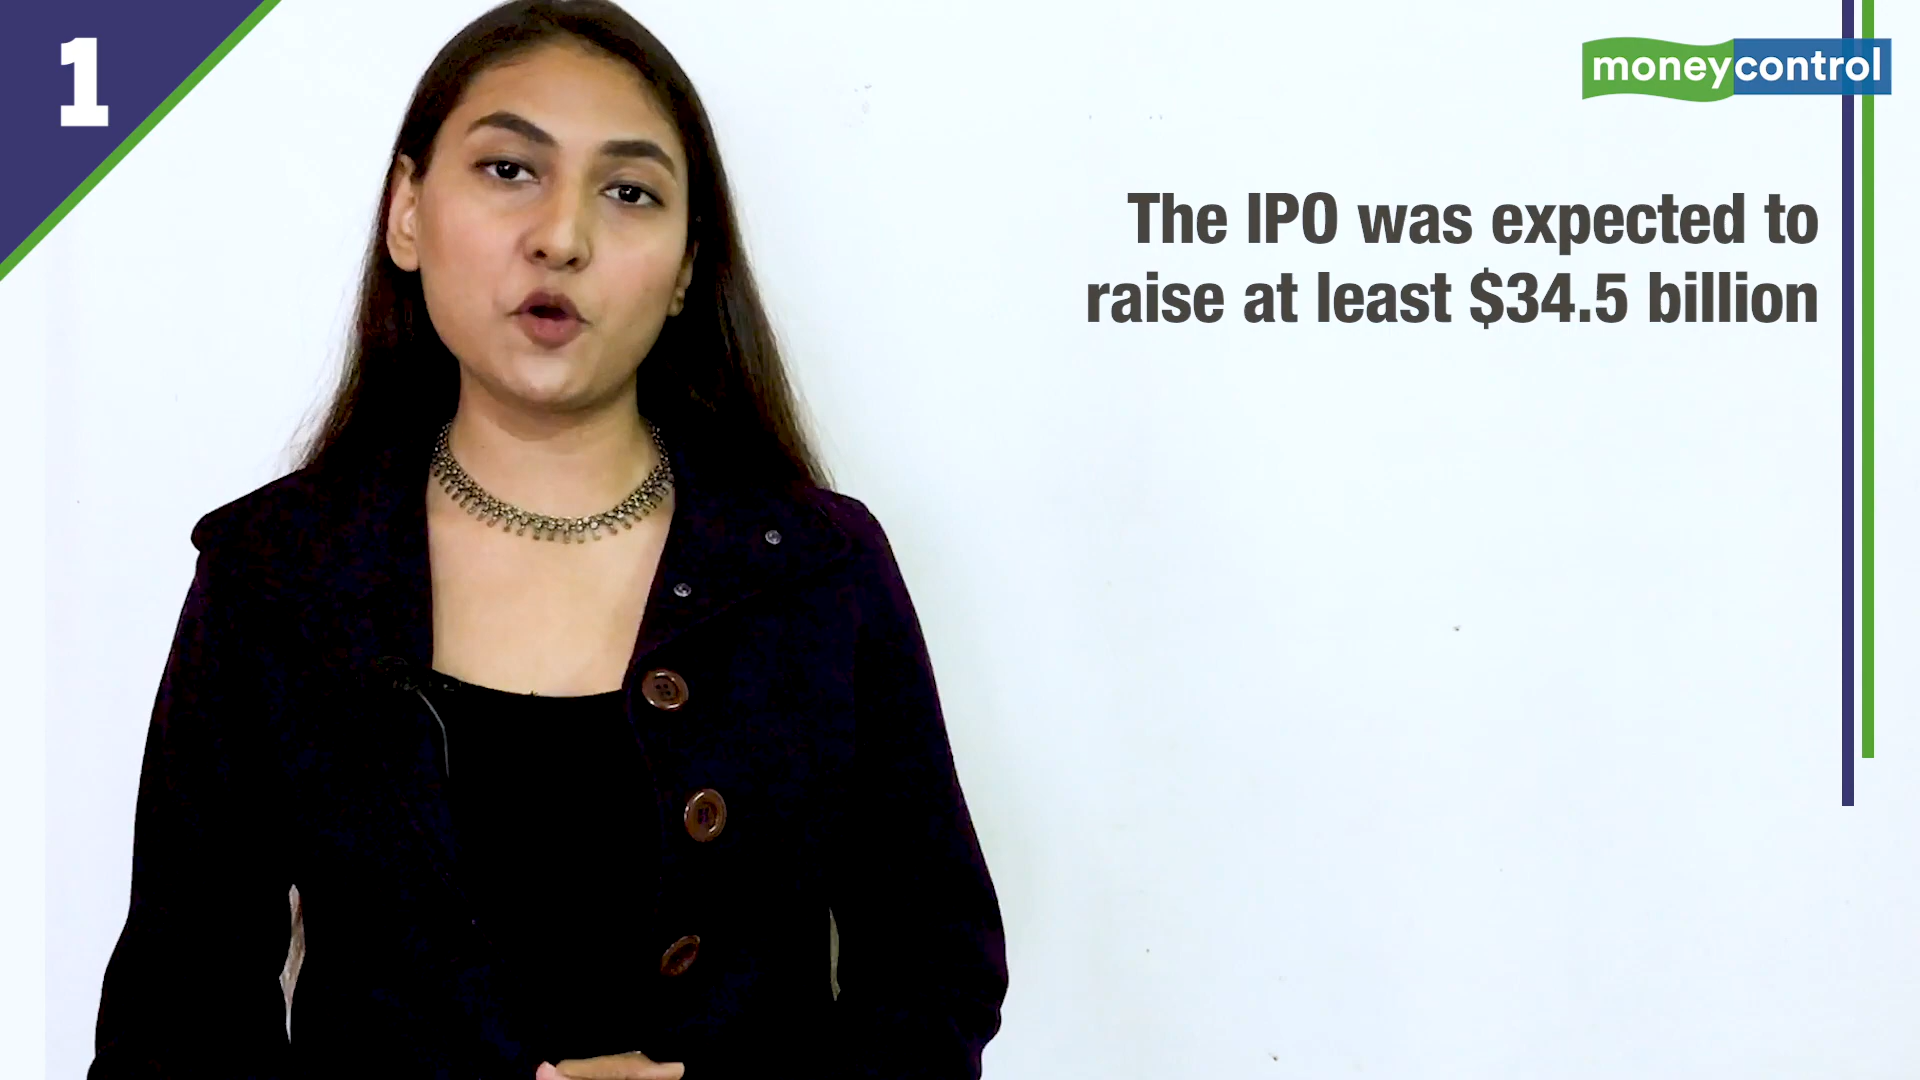 1
moneycontrol
The IPO was expected to
raise at least $34.5 billion